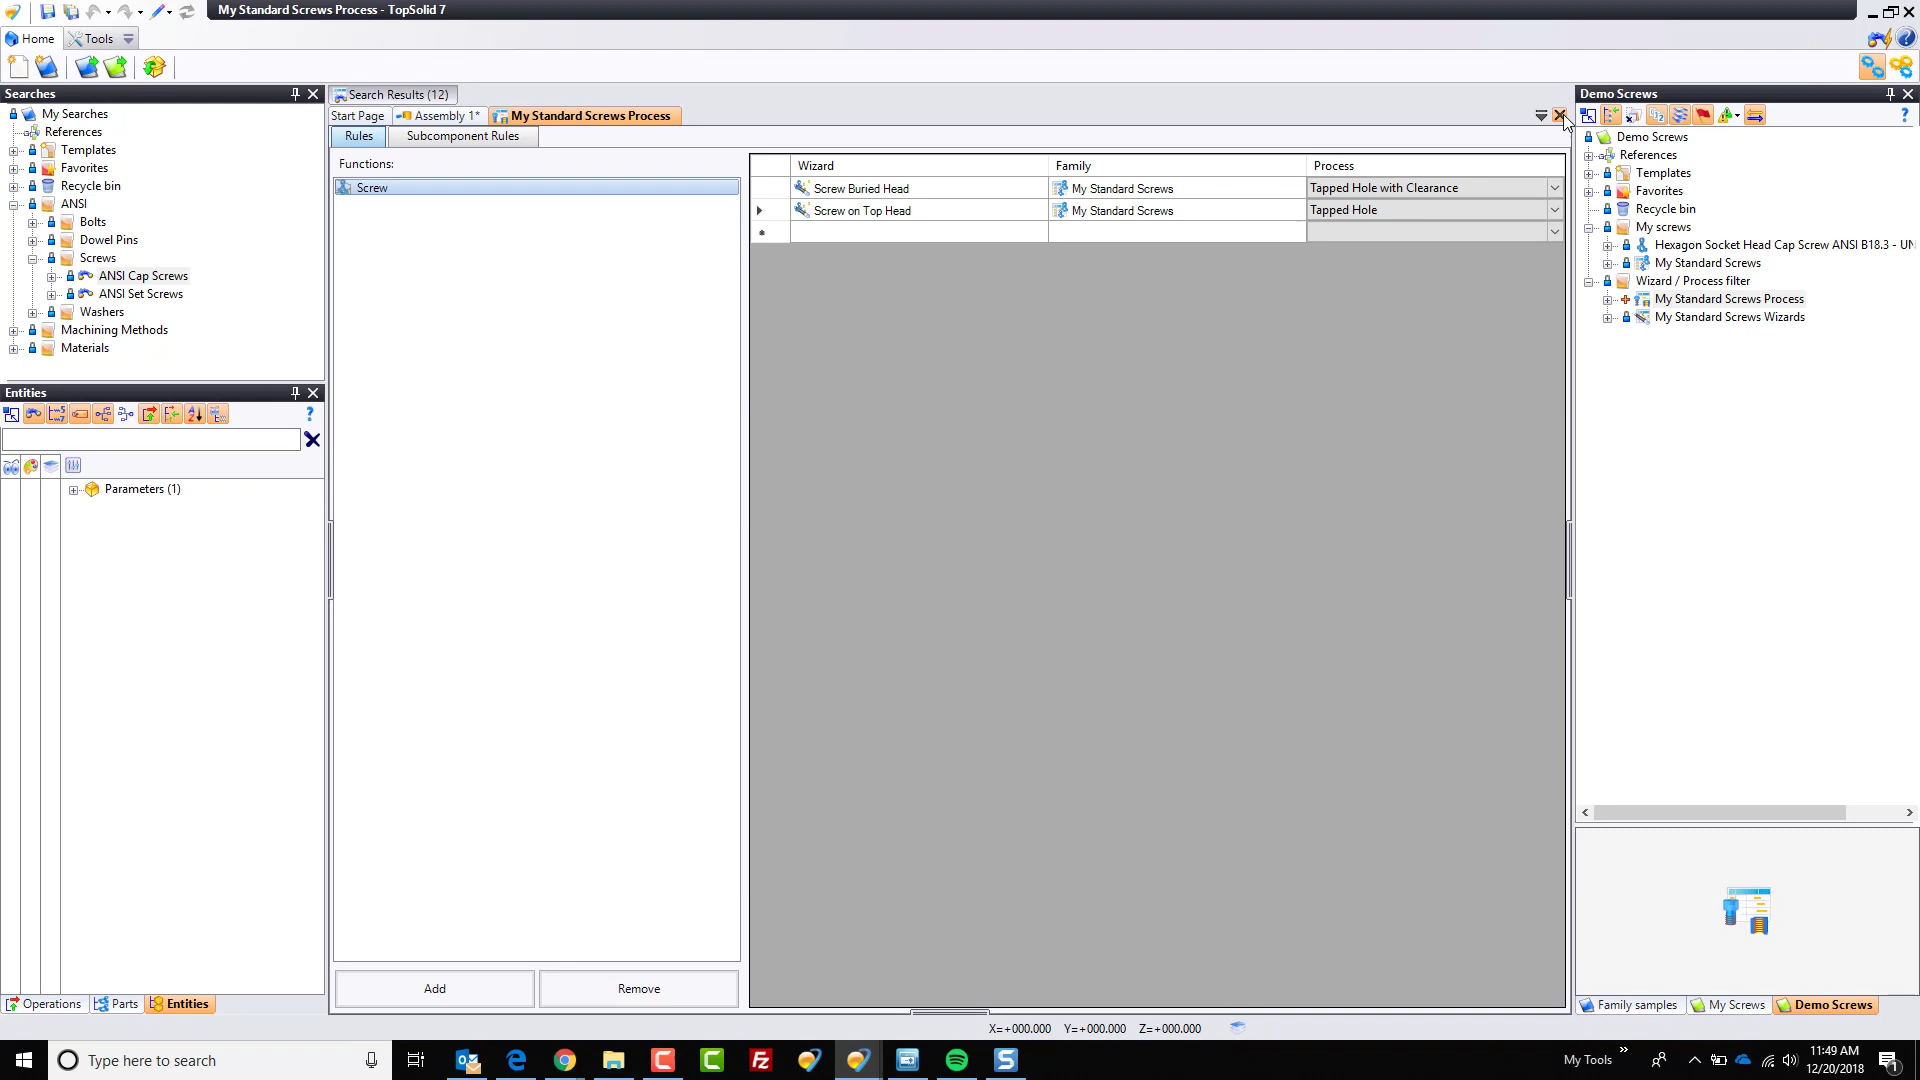 My Standard Screws Process - TopSolid 7
Home
Tools
Searches
My Searches
References
Templates
Favorites
Recycle bin
ANSI
Bolts
Dowel Pins
Screws
ANSI Cap Screws
ANSI Set Screws
Washers
Machining Methods
Materials
Entities
Parameters (1)
Operations
Parts
Entities
Search Results (12)
Start Page
Assembly 1*
My Standard Screws Process
Rules
Subcomponent Rules
Functions:
Screw
Add
Remove
Wizard Family Process
Screw Buried Head My Standard Screws Tapped Hole with Clearance
Screw on Top Head My Standard Screws Tapped Hole
Demo Screws
Demo Screws
References
Templates
Favorites
Recycle bin
My screws
Hexagon Socket Head Cap Screw ANSI B18.3 - UN
My Standard Screws
Wizard / Process filter
My Standard Screws Process
My Standard Screws Wizards
Family samples
My Screws
Demo Screws
X=+000.000 Y=+000.000 Z=+000.000
Type here to search
My Tools
11:49 AM
12/20/2018
1